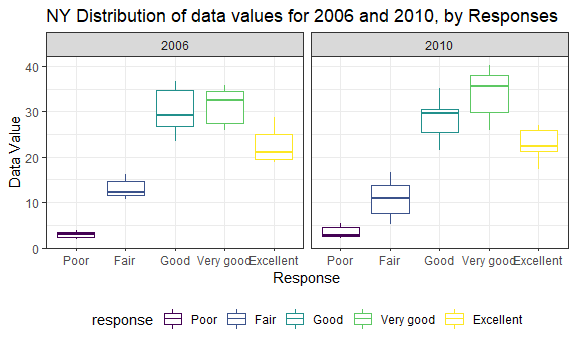 NY Distribution of data values for 2006 and 2010, by Responses
2006 2010
40
30
20
10
0
Data Value
Poor Fair Good Very good Excellent Poor Fair Good Very good Excellent
Response
response Poor Fair Good Very good Excellent